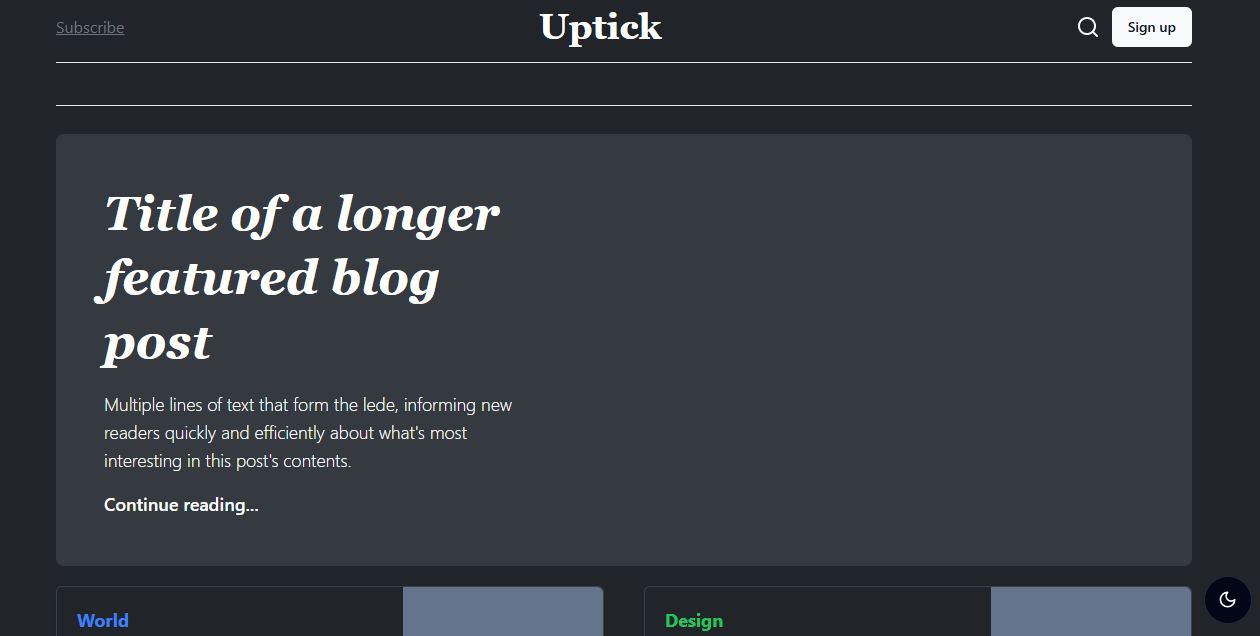 Subscribe
Uptick
Sign up
Title of a longer
featured blog
post
Multiple lines of text that form the lede, informing new
readers quickly and efficiently about what's most
interesting in this post's contents.
Continue reading...
World
Design